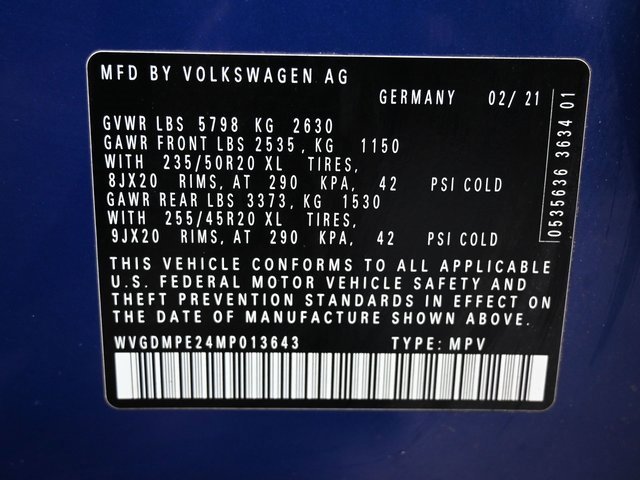 MFD BY VOLKSWAGEN AG
GERMANY 02/ 21
GVWR LBS 5798 KG 2630
GAWR FRONT LBS 2535, KG 1150
WITH 235/50R20 XL TIRES,
8JX20 RIMS, AT 290 KPA, 42 PSI COLD
GAWR REAR LBS 3373, KG 1530
WITH 255/45R20 XL TIRES,
9JX20 RIMS, AT 290 KPA, 42 PSI COLD
THIS VEHICLE CONFORMS TO ALL APPLICABLE
U.S. FEDERAL MOTOR VEHICLE SAFETY AND
THEFT PREVENTION STANDARDS IN EFFECT ON
THE DATE OF MANUFACTURE SHOWN ABOVE.
WVGDMPE24MP013643 TYPE: MPV
0535636 3634 01